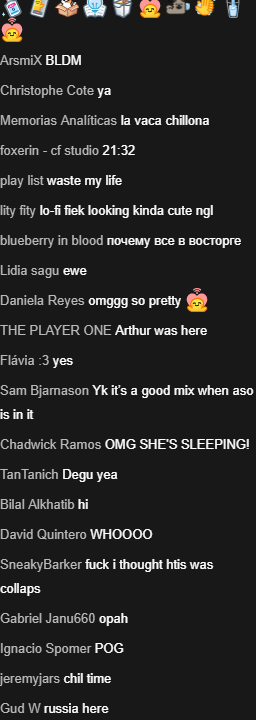 ArsmiX BLDM
Christophe Cote ya
Memorias Analíticas la vaca chillona
foxerin - cf studio 21:32
play list waste my life
lity fity lo-fi fiek looking kinda cute ngl
blueberry in blood почему все в восторге
Lidia sagu ewe
Daniela Reyes omggg so pretty
THE PLAYER ONE Arthur was here
Flávia :3 yes
Sam Bjarnason Yk it's a good mix when aso
is in it
Chadwick Ramos OMG SHE'S SLEEPING!
TanTanich Degu yea
Bilal Alkhatib hi
David Quintero WHOOOO
SneakyBarker fuck i thought htis was
collaps
Gabriel Janu660 opah
Ignacio Spomer POG
jeremyjars chil time
Gud W russia here